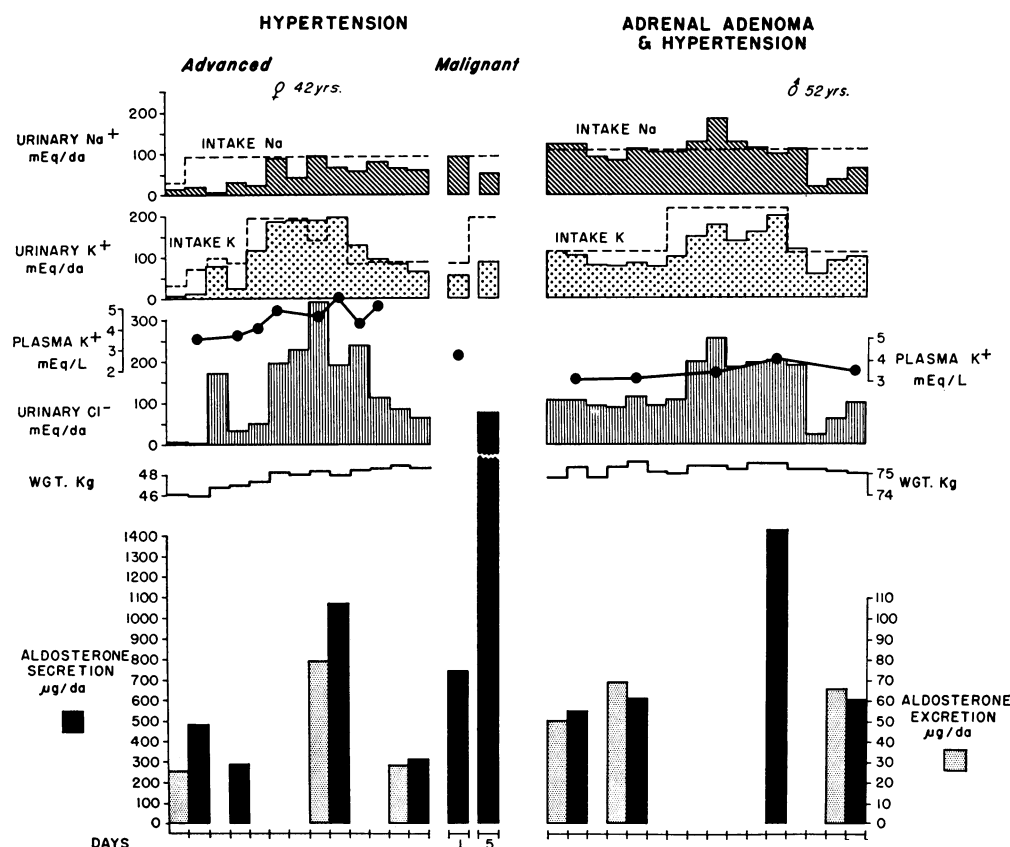 HYPERTENSION
Advanced
Malignant
♀ 42 yrs.
URINARY Na+
mEq/da
200
100
0
INTAKE Na
URINARY K+
mEq/da
200
100
0
INTAKE K
PLASMA K+
mEq/L
5
4
3
2
300
200
100
0
URINARY Cl−
mEq/da
WGT. Kg
48
46
1400
1300
1200
1100
1000
900
800
700
600
500
400
300
200
100
0
ALDOSTERONE
SECRETION
µg/da
DAYS
1
5
ADRENAL ADENOMA
& HYPERTENSION
♂ 52 yrs.
INTAKE Na
INTAKE K
5
4
3
PLASMA K+
mEq/L
75
74
WGT. Kg
110
100
90
80
70
60
50
40
30
20
10
0
ALDOSTERONE
EXCRETION
µg/da